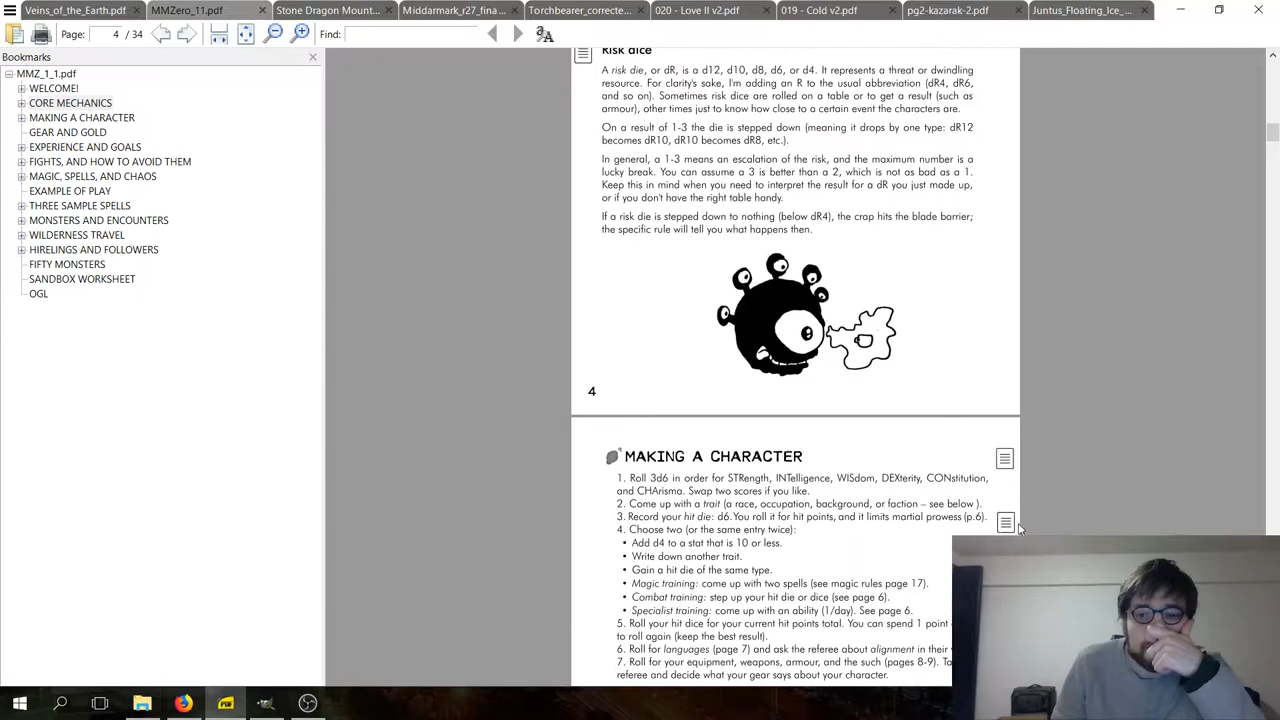 Veins_of_the_Earth.pdf
MMZero_11.pdf
Stone Dragon Mount...
Middarmark_r27_fina...
Torchbearer_correcte...
020 - Love II v2.pdf
019 - Cold v2.pdf
pg2-kazarak-2.pdf
Juntus_Floating_Ice_...
Page: 4 / 34
Find:
Bookmarks
MMZ_1_1.pdf
WELCOME!
CORE MECHANICS
MAKING A CHARACTER
GEAR AND GOLD
EXPERIENCE AND GOALS
FIGHTS, AND HOW TO AVOID THEM
MAGIC, SPELLS, AND CHAOS
EXAMPLE OF PLAY
THREE SAMPLE SPELLS
MONSTERS AND ENCOUNTERS
WILDERNESS TRAVEL
HIRELINGS AND FOLLOWERS
FIFTY MONSTERS
SANDBOX WORKSHEET
OGL
Risk dice
A risk die, or dR, is a d12, d10, d8, d6, or d4. It represents a threat or dwindling
resource. For clarity's sake, I'm adding an R to the usual abbreviation (dR4, dR6,
and so on). Sometimes risk dice are rolled on a table or to get a result (such as
armour), other times just to know how close to a certain event the characters are.
On a result of 1-3 the die is stepped down (meaning it drops by one type: dR12
becomes dR10, dR10 becomes dR8, etc.).
In general, a 1-3 means an escalation of the risk, and the maximum number is a
lucky break. You can assume a 3 is better than a 2, which is not as bad as a 1.
Keep this in mind when you need to interpret the result for a dR you just made up,
or if you don't have the right table handy.
If a risk die is stepped down to nothing (below dR4), the crap hits the blade barrier;
the specific rule will tell you what happens then.
4
MAKING A CHARACTER
1. Roll 3d6 in order for STRength, INTelligence, WISdom, DEXterity, CONstitution,
and CHArisma. Swap two scores if you like.
2. Come up with a trait (a race, occupation, background, or faction – see below ).
3. Record your hit die: d6. You roll it for hit points, and it limits martial prowess (p.6).
4. Choose two (or the same entry twice):
• Add d4 to a stat that is 10 or less.
• Write down another trait.
• Gain a hit die of the same type.
• Magic training: come up with two spells (see magic rules page 17).
• Combat training: step up your hit die or dice (see page 6).
• Specialist training: come up with an ability (1/day). See page 6.
5. Roll your hit dice for your current hit points total. You can spend 1 point
to roll again (keep the best result).
6. Roll for languages (page 7) and ask the referee about alignment in their
7. Roll for your equipment, weapons, armour, and the such (pages 8-9). Ta
referee and decide what your gear says about your character.